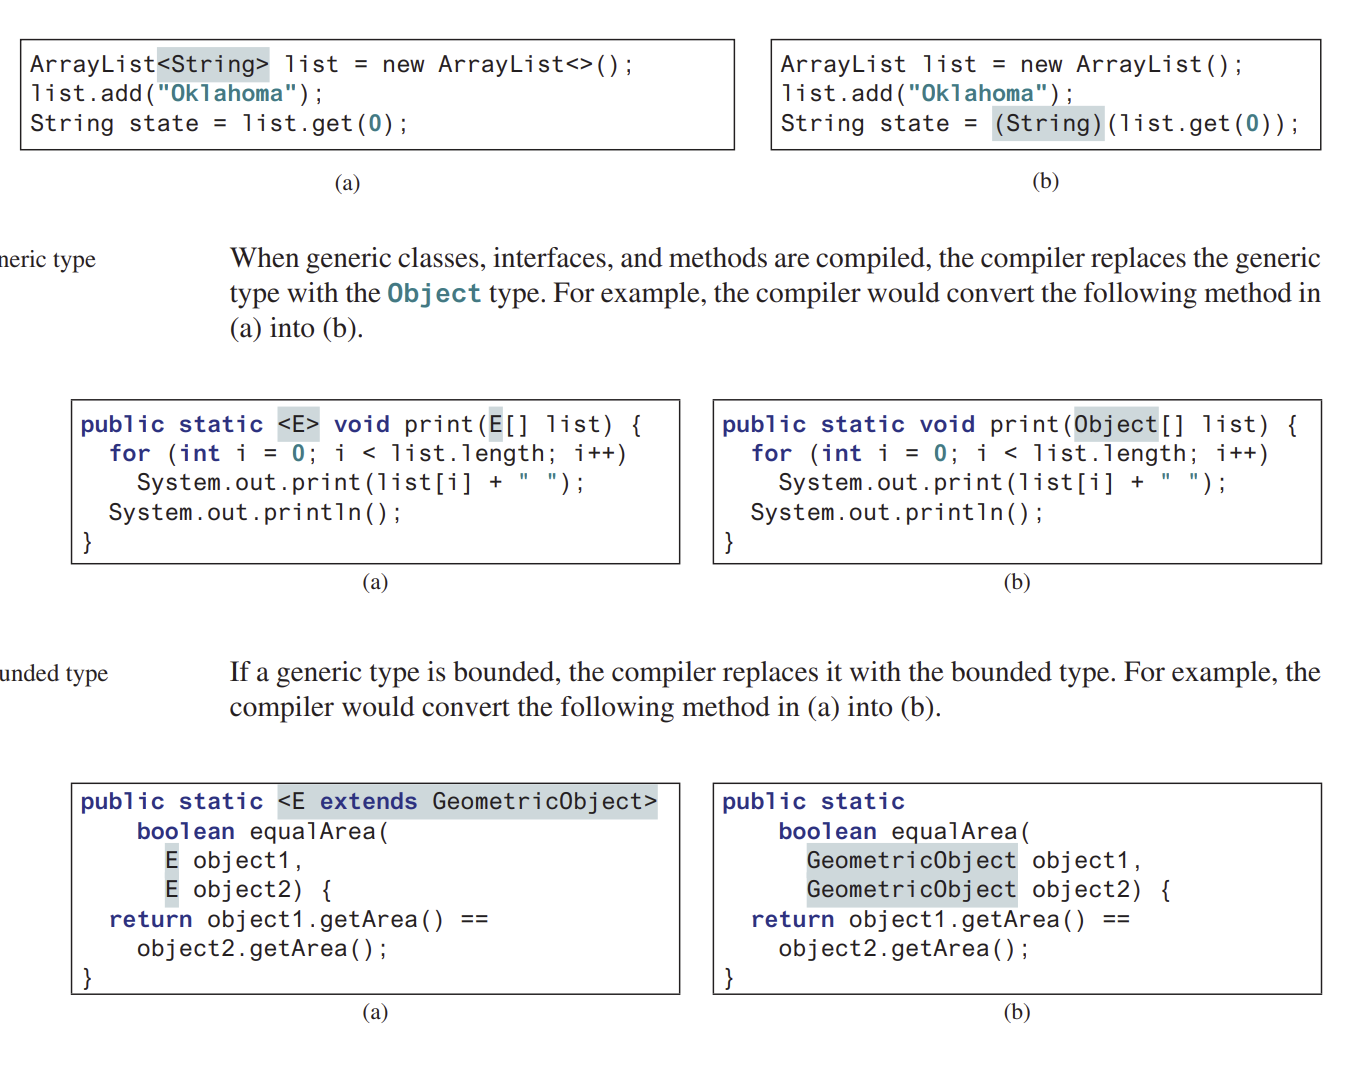 ArrayList<String> list = new ArrayList<>();
list.add("Oklahoma");
String state = list.get(0);
(a)
ArrayList list = new ArrayList();
list.add("Oklahoma");
String state = (String)(list.get(0));
(b)
neric type
When generic classes, interfaces, and methods are compiled, the compiler replaces the generic
type with the Object type. For example, the compiler would convert the following method in
(a) into (b).
public static <E> void print(E[] list) {
  for (int i = 0; i < list.length; i++)
    System.out.print(list[i] + " ");
  System.out.println();
}
(a)
public static void print(Object[] list) {
  for (int i = 0; i < list.length; i++)
    System.out.print(list[i] + " ");
  System.out.println();
}
(b)
unded type
If a generic type is bounded, the compiler replaces it with the bounded type. For example, the
compiler would convert the following method in (a) into (b).
public static <E extends GeometricObject>
    boolean equalArea(
      E object1,
      E object2) {
  return object1.getArea() ==
    object2.getArea();
}
(a)
public static
    boolean equalArea(
      GeometricObject object1,
      GeometricObject object2) {
  return object1.getArea() ==
    object2.getArea();
}
(b)